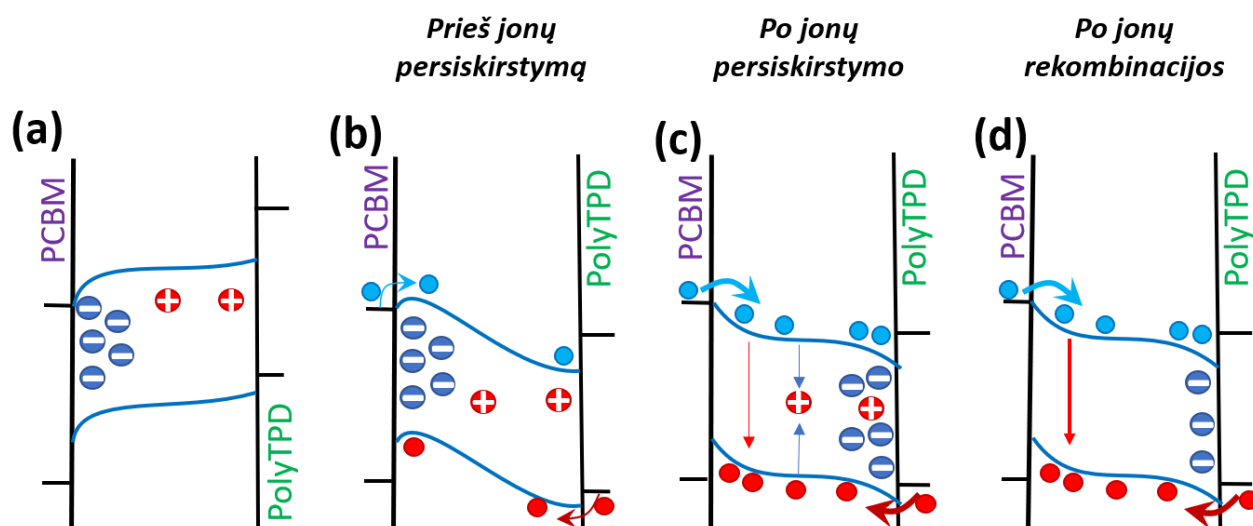 Prieš jonų
persiskirstymą
Po jonų
persiskirstymo
Po jonų
rekombinacijos
(a)
PCBM
PolyTPD
(b)
PCBM
PolyTPD
(c)
PCBM
PolyTPD
(d)
PCBM
PolyTPD